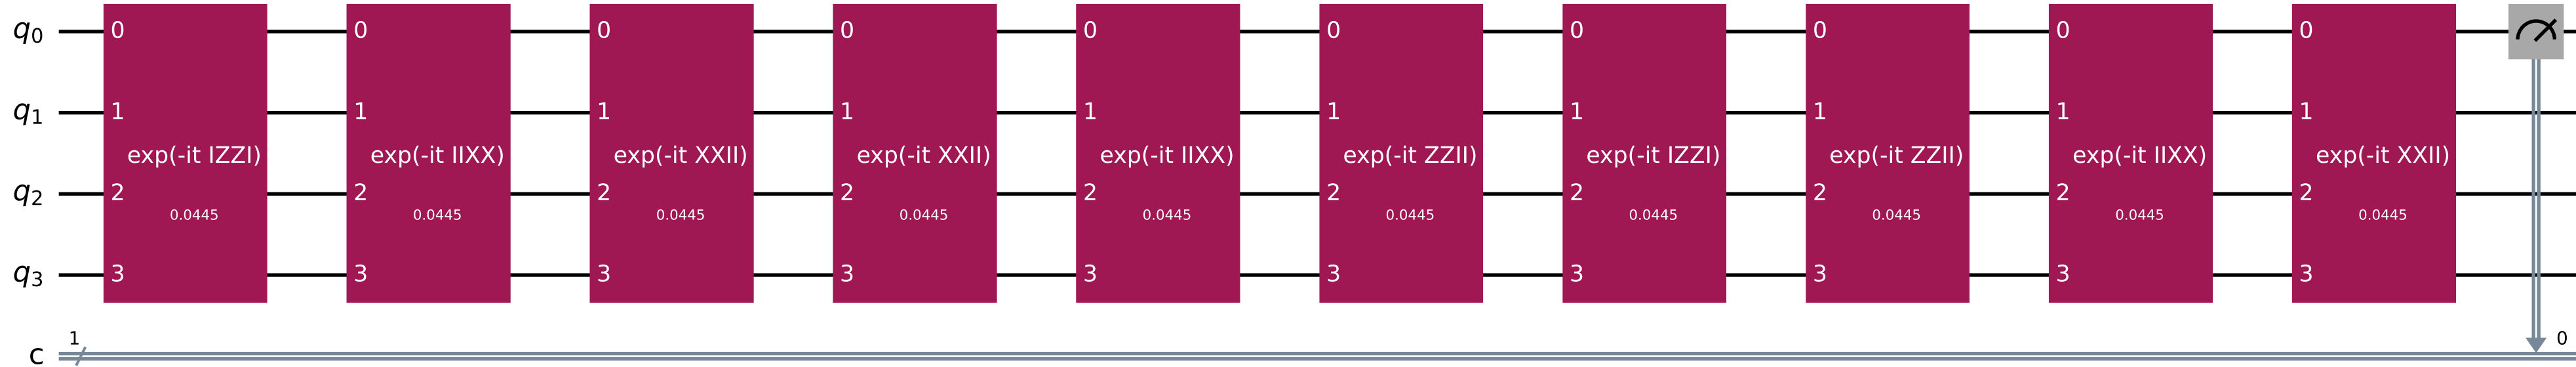 q0 0 0 0 0 0 0 0 0 0 0
q1 1 1 1 1 1 1 1 1 1 1
exp(-it IZZI) exp(-it IIXX) exp(-it XXII) exp(-it XXII) exp(-it IIXX) exp(-it ZZII) exp(-it IZZI) exp(-it ZZII) exp(-it IIXX) exp(-it XXII)
q2 2 2 2 2 2 2 2 2 2 2
0.0445 0.0445 0.0445 0.0445 0.0445 0.0445 0.0445 0.0445 0.0445 0.0445
q3 3 3 3 3 3 3 3 3 3 3
1 0
c